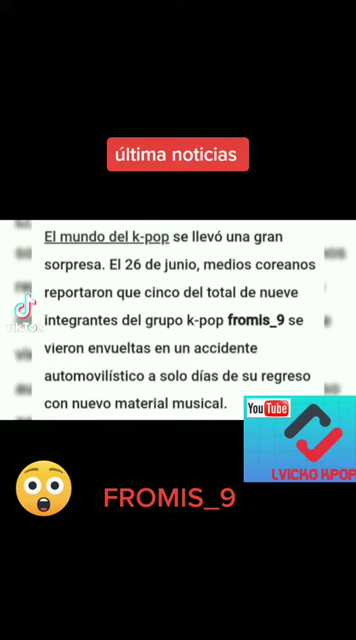 última noticias
El mundo del k-pop se llevó una gran
sorpresa. El 26 de junio, medios coreanos
reportaron que cinco del total de nueve
integrantes del grupo k-pop fromis_9 se
vieron envueltas en un accidente
automovilístico a solo días de su regreso
con nuevo material musical.
TikTok
YouTube
LVICKO KPOP
FROMIS_9